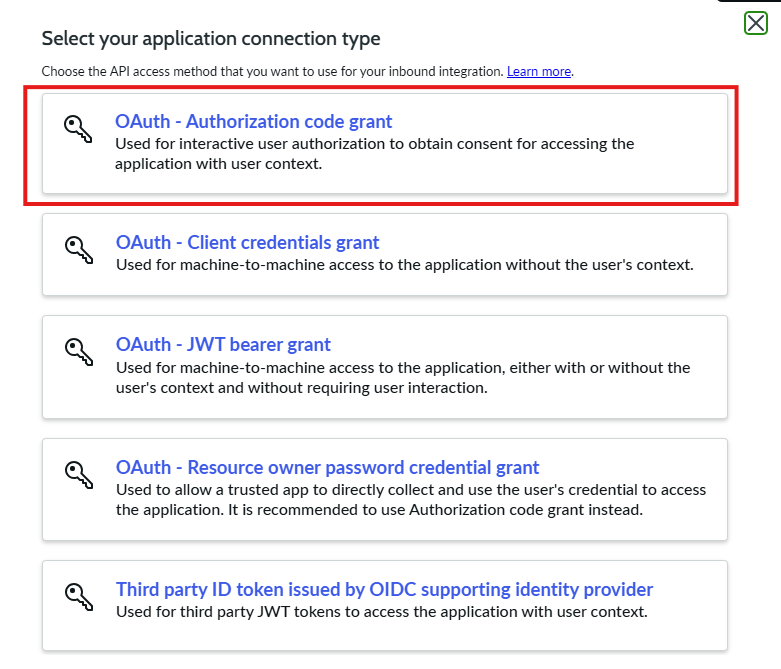 Select your application connection type
Choose the API access method that you want to use for your inbound integration. Learn more.
OAuth - Authorization code grant
Used for interactive user authorization to obtain consent for accessing the
application with user context.
OAuth - Client credentials grant
Used for machine-to-machine access to the application without the user's context.
OAuth - JWT bearer grant
Used for machine-to-machine access to the application, either with or without the
user's context and without requiring user interaction.
OAuth - Resource owner password credential grant
Used to allow a trusted app to directly collect and use the user's credential to access
the application. It is recommended to use Authorization code grant instead.
Third party ID token issued by OIDC supporting identity provider
Used for third party JWT tokens to access the application with user context.